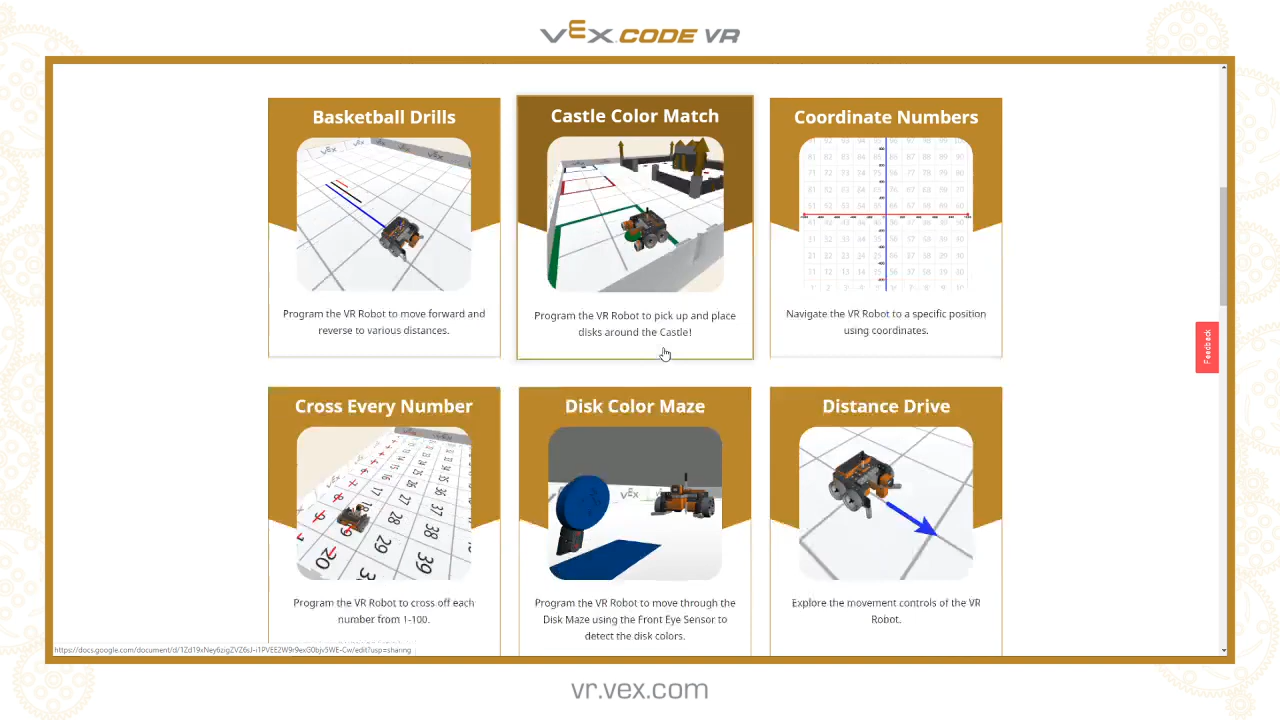 VEX CODE VR
Basketball Drills
Program the VR Robot to move forward and
reverse to various distances.
Castle Color Match
Program the VR Robot to pick up and place
disks around the Castle!
Coordinate Numbers
Navigate the VR Robot to a specific position
using coordinates.
Feedback
Cross Every Number
Program the VR Robot to cross off each
number from 1-100.
Disk Color Maze
Program the VR Robot to move through the
Disk Maze using the Front Eye Sensor to
detect the disk colors.
Distance Drive
Explore the movement controls of the VR
Robot.
vr.vex.com